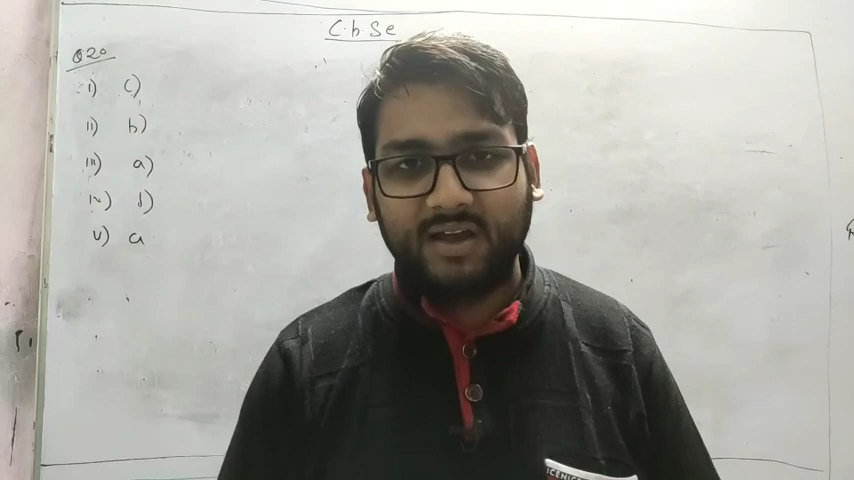 C.b.Se
Q20
i) c)
ii) b)
iii) a)
iv) d)
v) a